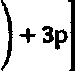 ) + 3p]